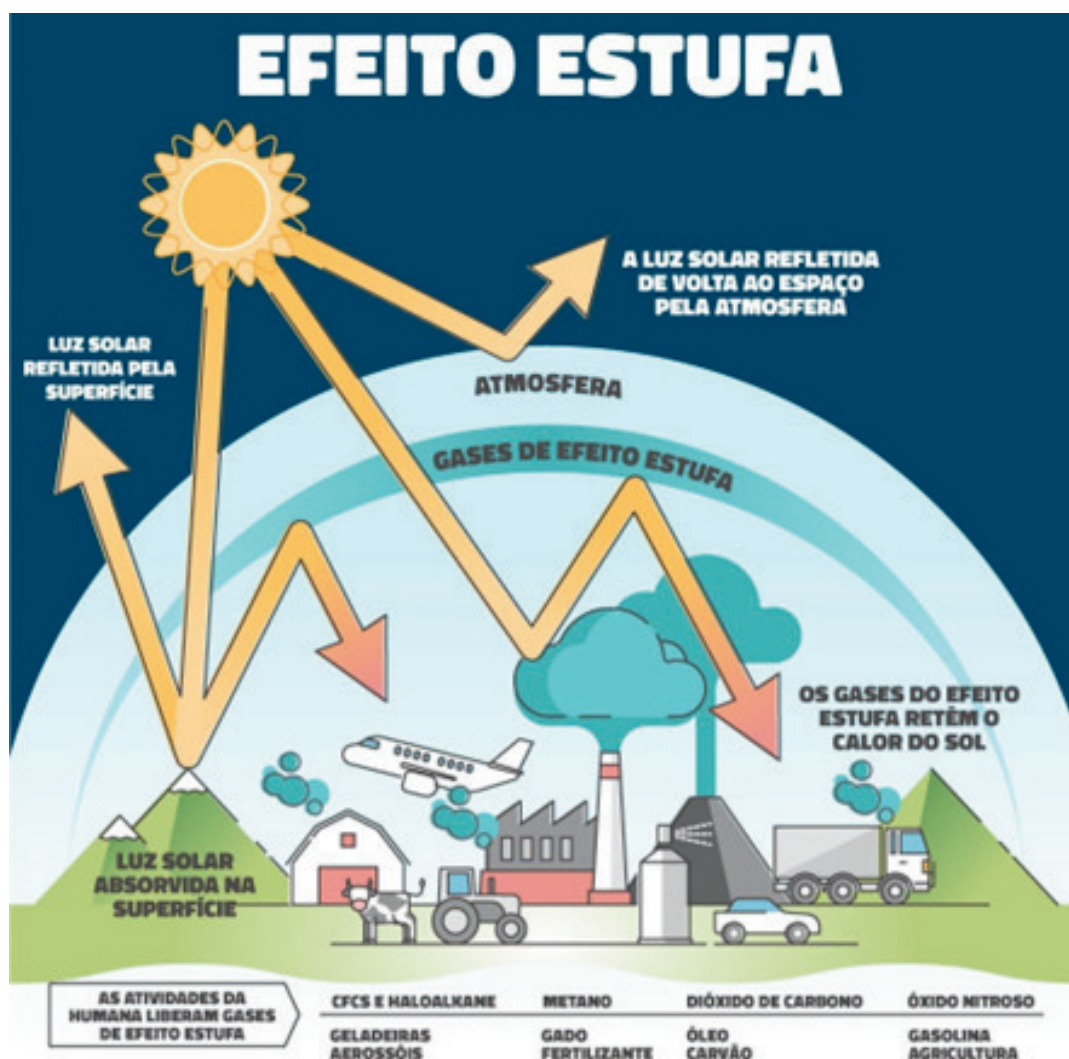 EFEITO ESTUFA
A LUZ SOLAR REFLETIDA
DE VOLTA AO ESPAÇO
PELA ATMOSFERA
LUZ SOLAR
REFLETIDA PELA
SUPERFÍCIE
ATMOSFERA
GASES DE EFEITO ESTUFA
OS GASES DO EFEITO
ESTUFA RETÊM O
CALOR DO SOL
LUZ SOLAR
ABSORVIDA NA
SUPERFÍCIE
AS ATIVIDADES DA
HUMANA LIBERAM GASES
DE EFEITO ESTUFA
CFCS E HALOALKANE
GELADEIRAS
AEROSSÓIS
METANO
GADO
FERTILIZANTE
DIÓXIDO DE CARBONO
ÓLEO
CARVÃO
ÓXIDO NITROSO
GASOLINA
AGRICULTURA